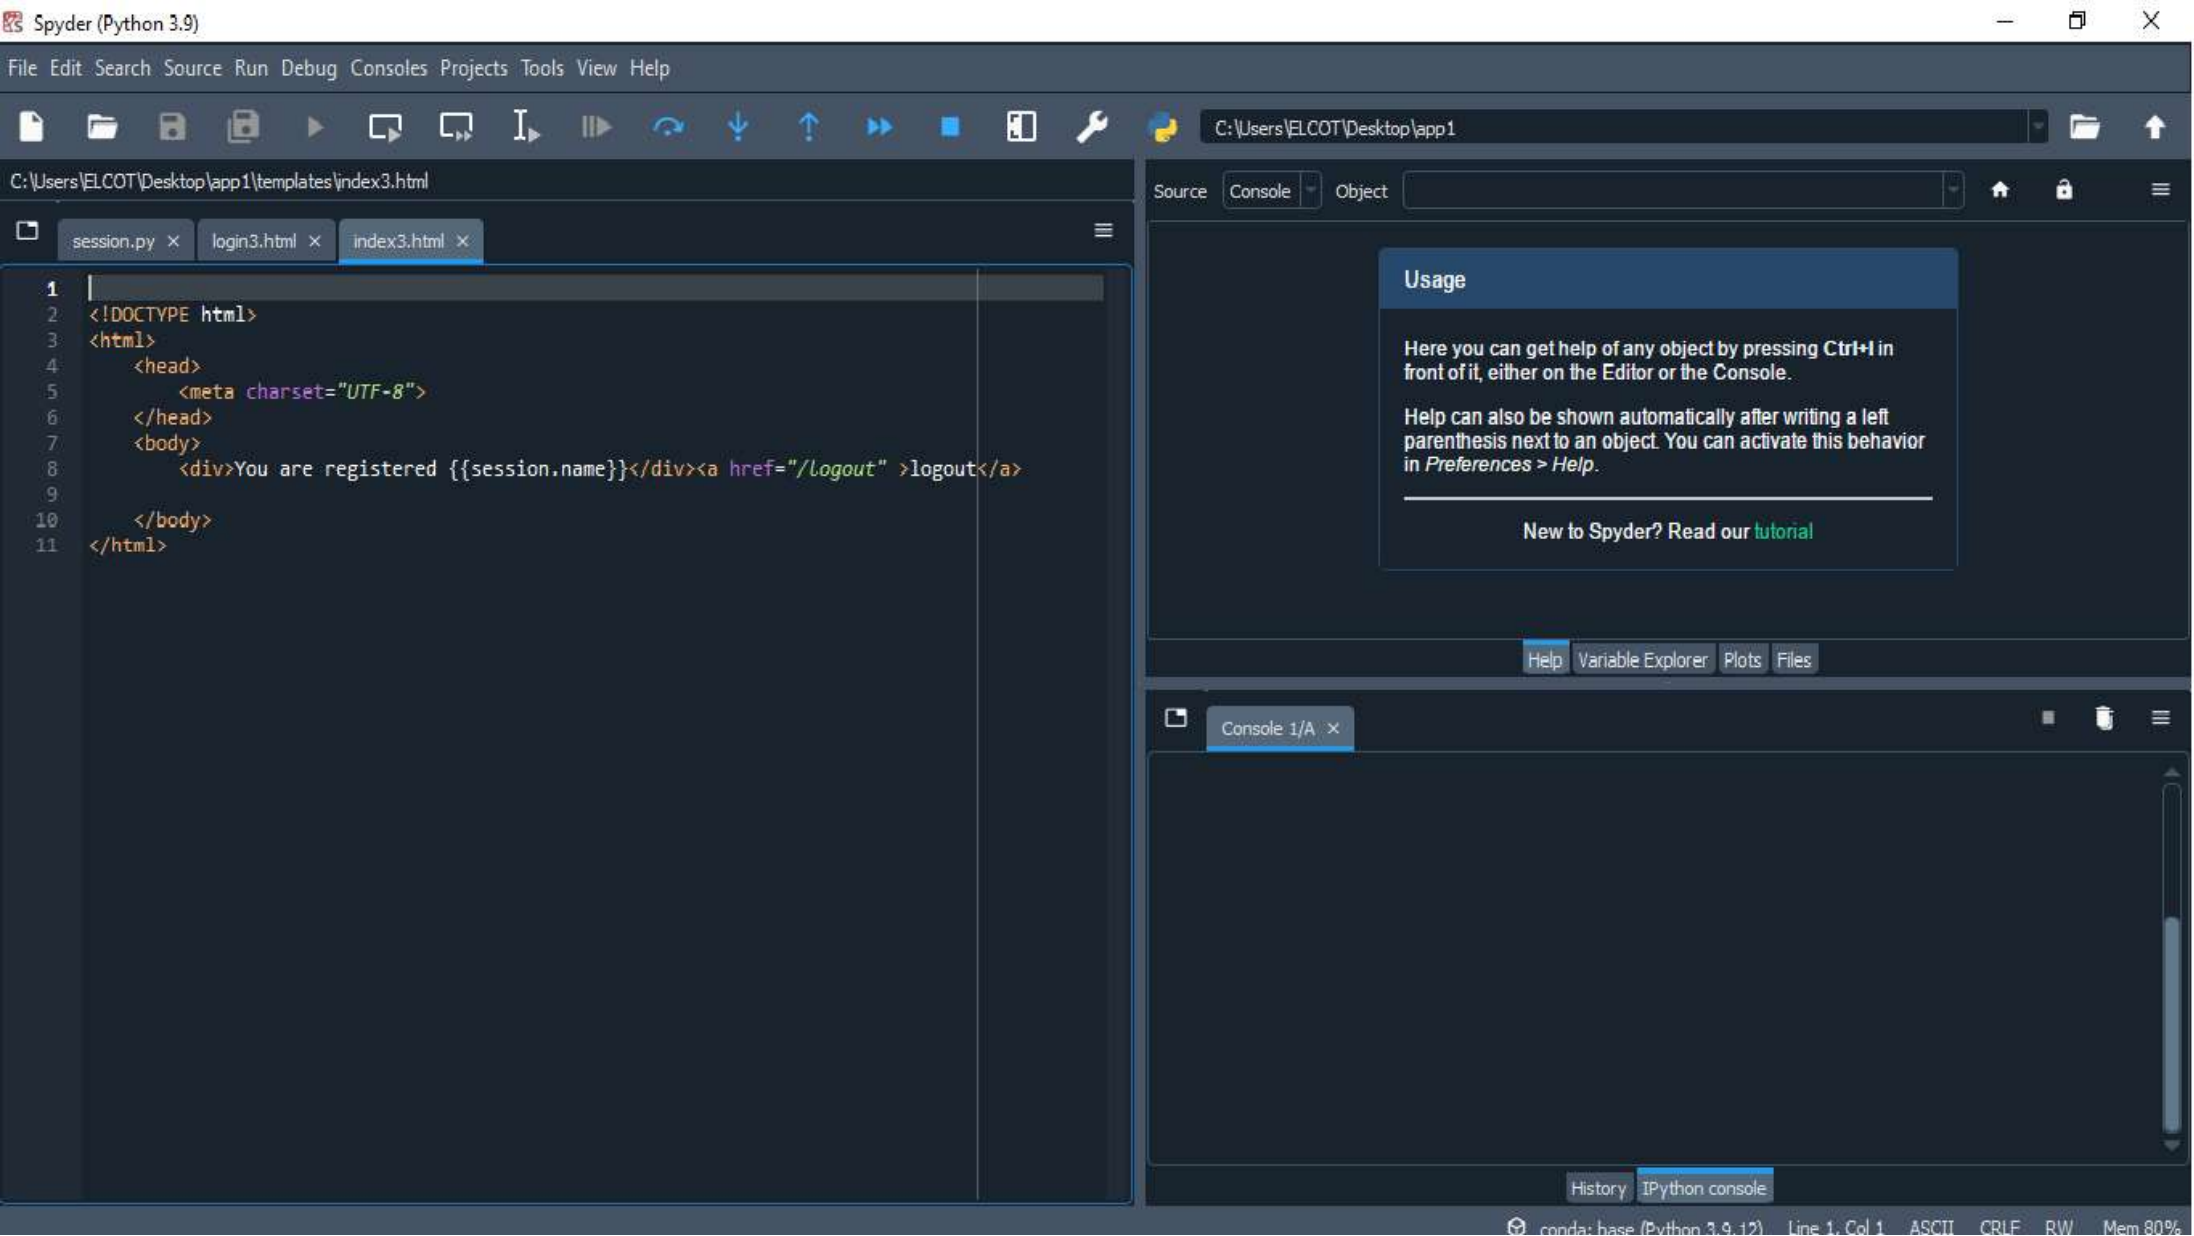 Spyder (Python 3.9)
File Edit Search Source Run Debug Consoles Projects Tools View Help
C:\Users\ELCOT\Desktop\app1
C:\Users\ELCOT\Desktop\app1\templates\index3.html
session.py
login3.html
index3.html
1
2 <!DOCTYPE html>
3 <html>
4 <head>
5 <meta charset="UTF-8">
6 </head>
7 <body>
8 <div>You are registered {{session.name}}</div><a href="/logout" >logout</a>
9
10 </body>
11 </html>
Source Console Object
Usage
Here you can get help of any object by pressing Ctrl+I in
front of it, either on the Editor or the Console.
Help can also be shown automatically after writing a left
parenthesis next to an object. You can activate this behavior
in Preferences > Help.
New to Spyder? Read our tutorial
Help Variable Explorer Plots Files
Console 1/A
History IPython console
conda: base (Python 3.9.12) Line 1, Col 1 ASCII CRLF RW Mem 80%